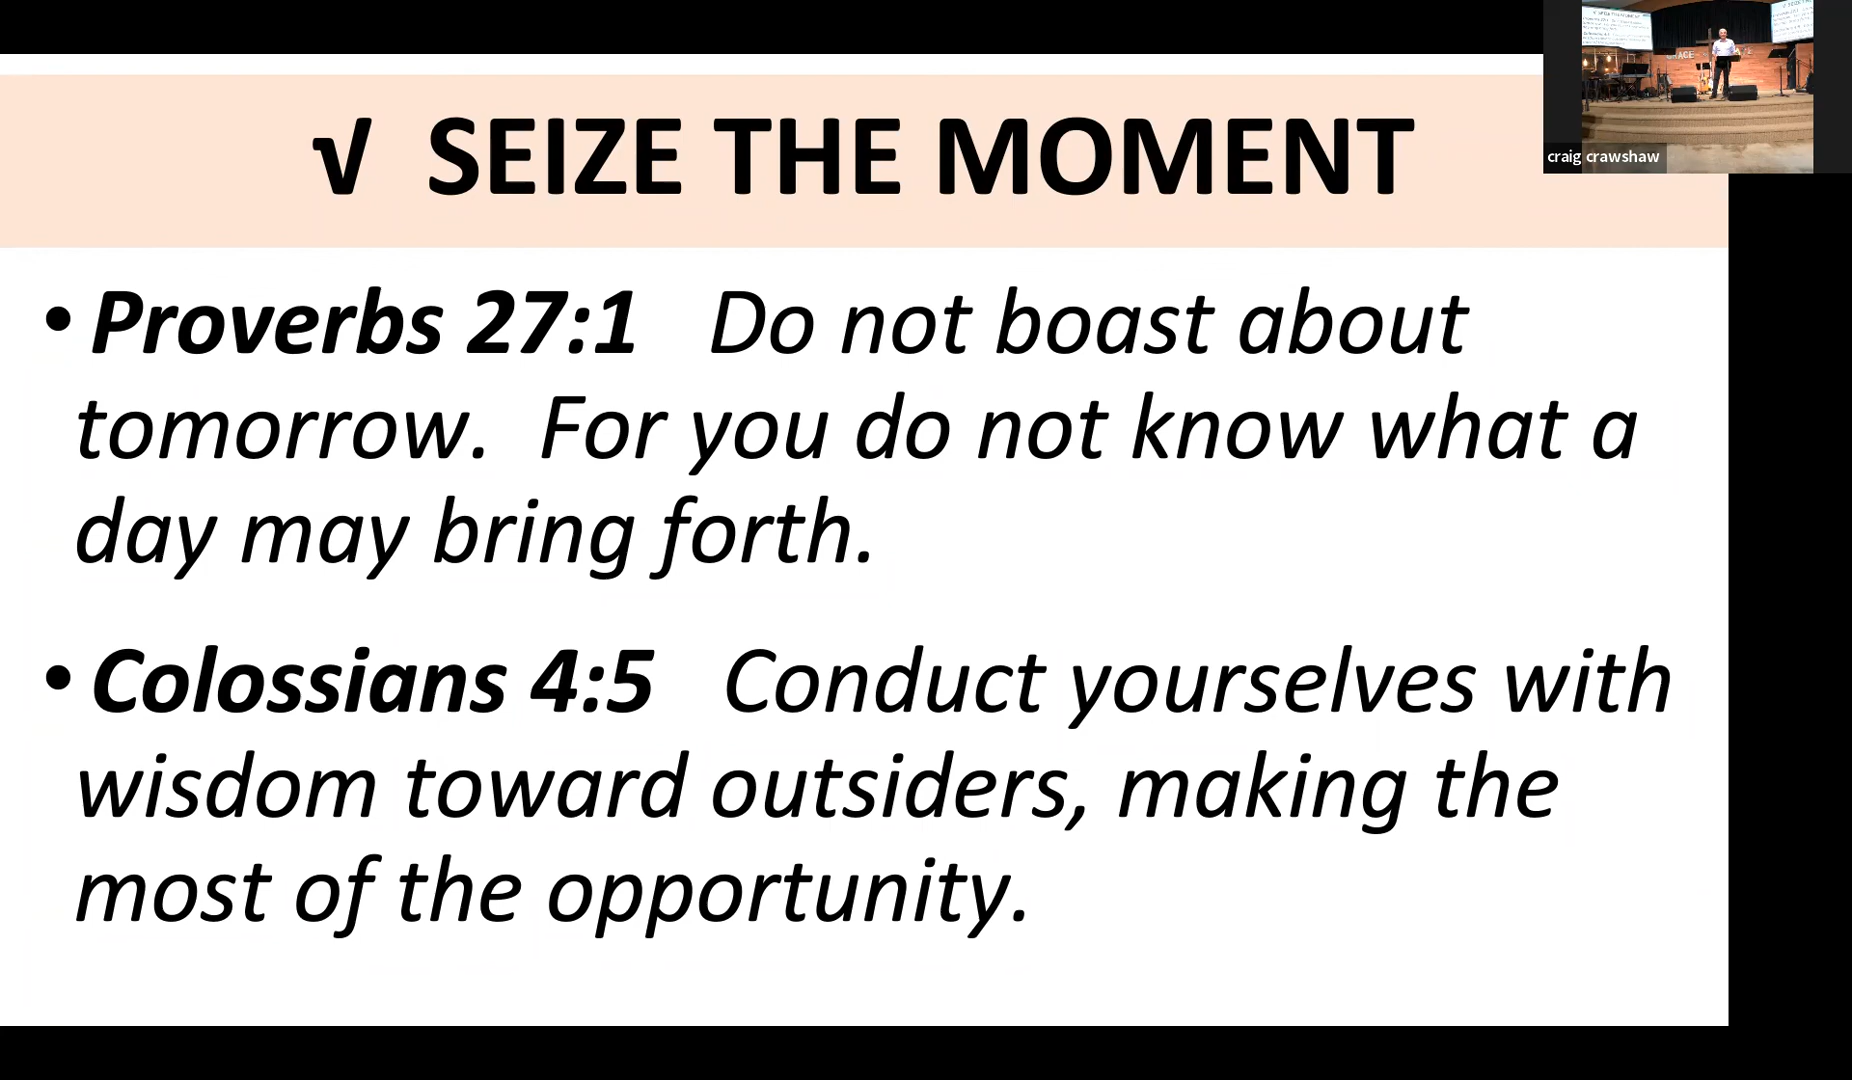 √ SEIZE THE MOMENT
• Proverbs 27:1 Do not boast about
tomorrow. For you do not know what a
day may bring forth.
• Colossians 4:5 Conduct yourselves with
wisdom toward outsiders, making the
most of the opportunity.
craig crawshaw